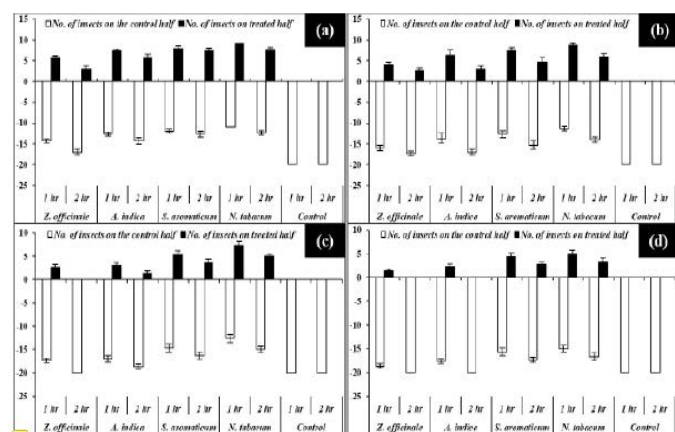 No. of insects on the control half No. of insects on treated half
(a)
15
10
5
0
-5
-10
-15
20
25
1 hr 2 hr 1 hr 2 hr 1 hr 2 hr 1 hr 2 hr 1 hr 2 hr
Z. officinale A. indica S. aromaticum N. tabacum Control
No. of insects on the control half No. of insects on treated half
(b)
15
10
5
0
-5
-10
-15
-20
25
1 hr 2 hr 1 hr 2 hr 1 hr 2 hr 1 hr 2 hr 1 hr 2 hr
Z. officinale A. indica S. aromaticum N. tabacum Control
No. of insects on the control half No. of insects on treated half
(c)
10
5
0
-5
-10
-15
-20
-25
1 hr 2 hr 1 hr 2 hr 1 hr 2 hr 1 hr 2 hr 1 hr 2 hr
Z. officinale A. indica S. aromaticum N. tabacum Control
No. of insects on the control half No. of insects on treated half
(d)
10
5
0
-5
-10
-15
-20
-25
1 hr 2 hr 1 hr 2 hr 1 hr 2 hr 1 hr 2 hr 1 hr 2 hr
Z. officinale A. indica S. aromaticum N. tabacum Control